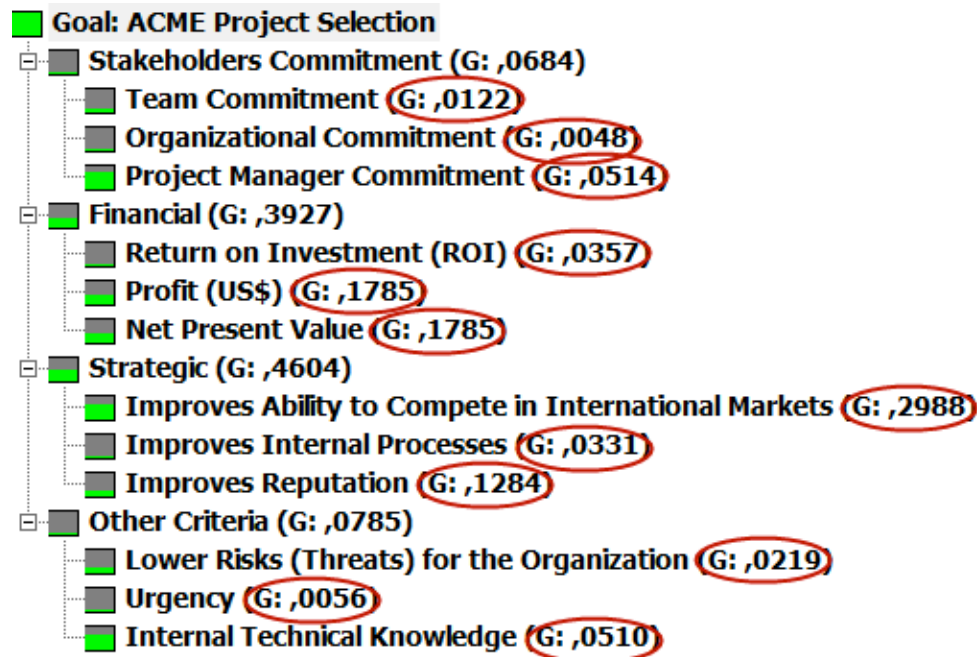 Goal: ACME Project Selection
Stakeholders Commitment (G: ,0684)
Team Commitment (G: ,0122)
Organizational Commitment (G: ,0048)
Project Manager Commitment (G: ,0514)
Financial (G: ,3927)
Return on Investment (ROI) (G: ,0357)
Profit (US$) (G: ,1785)
Net Present Value (G: ,1785)
Strategic (G: ,4604)
Improves Ability to Compete in International Markets (G: ,2988)
Improves Internal Processes (G: ,0331)
Improves Reputation (G: ,1284)
Other Criteria (G: ,0785)
Lower Risks (Threats) for the Organization (G: ,0219)
Urgency (G: ,0056)
Internal Technical Knowledge (G: ,0510)